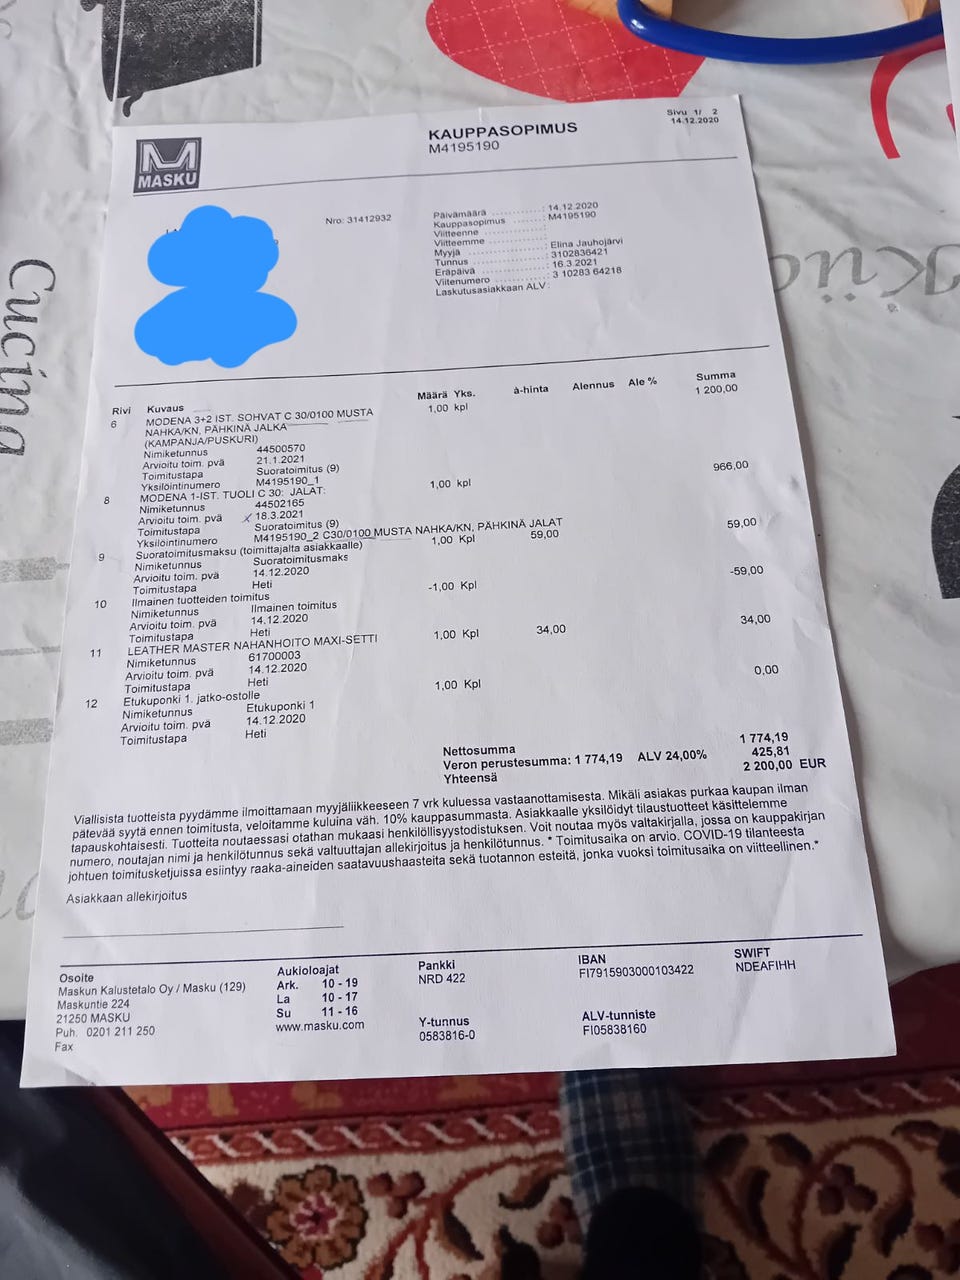 Cucina
KAUPPASOPIMUS
M4195190
Sivu 1/ 2
14.12.2020
MASKU
Nro: 31412932
Päivämäärä .............. : 14.12.2020
Kauppasopimus ........ : M4195190
Viitteenne ............... :
Viitteemme .............. :
Myyjä ..................... : Elina Jauhojärvi
Tunnus ................... : 3102836421
Eräpäivä ................. : 16.3.2021
Viitenumero ............. : 3 10283 64218
Laskutusasiakkaan ALV :
Rivi Kuvaus Määrä Yks. à-hinta Alennus Ale % Summa
6 MODENA 3+2 IST. SOHVAT C 30/0100 MUSTA 1,00 kpl 1 200,00
NAHKA/KN, PÄHKINÄ JALKA
(KAMPANJA/PUSKURI)
Nimiketunnus 44500570
Arvioitu toim. pvä 21.1.2021
Toimitustapa Suoratoimitus (9)
Yksilöintinumero M4195190_1
8 MODENA 1-IST. TUOLI C 30: JALAT: 1,00 kpl 966,00
Nimiketunnus 44502165
Arvioitu toim. pvä 18.3.2021
Toimitustapa Suoratoimitus (9)
Yksilöintinumero M4195190_2 C30/0100 MUSTA NAHKA/KN, PÄHKINÄ JALAT
9 Suoratoimitusmaksu (toimittajalta asiakkaalle) 1,00 Kpl 59,00 59,00
Nimiketunnus Suoratoimitusmaks
Arvioitu toim. pvä 14.12.2020
Toimitustapa Heti
10 Ilmainen tuotteiden toimitus -1,00 Kpl -59,00
Nimiketunnus Ilmainen toimitus
Arvioitu toim. pvä 14.12.2020
Toimitustapa Heti
11 LEATHER MASTER NAHANHOITO MAXI-SETTI 1,00 Kpl 34,00 34,00
Nimiketunnus 61700003
Arvioitu toim. pvä 14.12.2020
Toimitustapa Heti
12 Etukuponki 1. jatko-ostolle 1,00 Kpl 0,00
Nimiketunnus Etukuponki 1
Arvioitu toim. pvä 14.12.2020
Toimitustapa Heti
Nettosumma 1 774,19
Veron perustesumma: 1 774,19 ALV 24,00% 425,81
Yhteensä 2 200,00 EUR
Viallisista tuotteista pyydämme ilmoittamaan myyjäliikkeeseen 7 vrk kuluessa vastaanottamisesta. Mikäli asiakas purkaa kaupan ilman
pätevää syytä ennen toimitusta, veloitamme kuluina väh. 10% kauppasummasta. Asiakkaalle yksilöidyt tilaustuotteet käsittelemme
tapauskohtaisesti. Tuotteita noutaessasi otathan mukaasi henkilöllisyystodistuksen. Voit noutaa myös valtakirjalla, jossa on kauppakirjan
numero, noutajan nimi ja henkilötunnus sekä valtuuttajan allekirjoitus ja henkilötunnus. * Toimitusaika on arvio. COVID-19 tilanteesta
johtuen toimitusketjuissa esiintyy raaka-aineiden saatavuushaasteita sekä tuotannon esteitä, jonka vuoksi toimitusaika on viitteellinen.*
Asiakkaan allekirjoitus
Osoite
Maskun Kalustetalo Oy / Masku (129)
Maskuntie 224
21250 MASKU
Puh. 0201 211 250
Fax
Aukioloajat
Ark. 10 - 19
La 10 - 17
Su 11 - 16
www.masku.com
Pankki
NRD 422
Y-tunnus
0583816-0
IBAN
FI7915903000103422
ALV-tunniste
FI05838160
SWIFT
NDEAFIHH